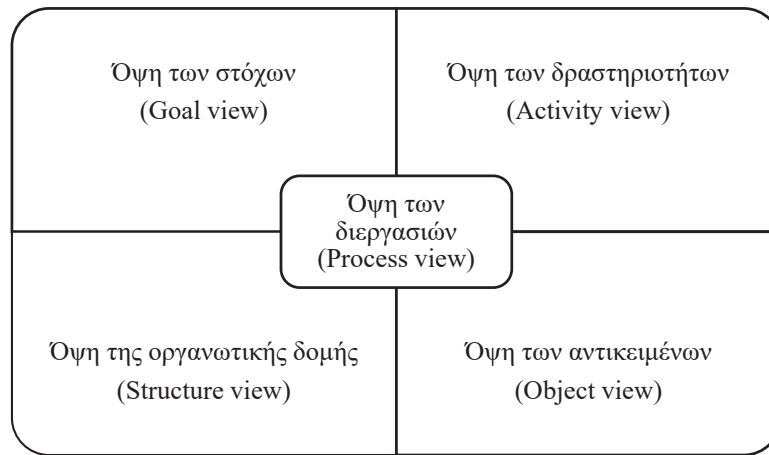 Όψη των στόχων
(Goal view)
Όψη των δραστηριοτήτων
(Activity view)
Όψη των
διεργασιών
(Process view)
Όψη της οργανωτικής δομής
(Structure view)
Όψη των αντικειμένων
(Object view)